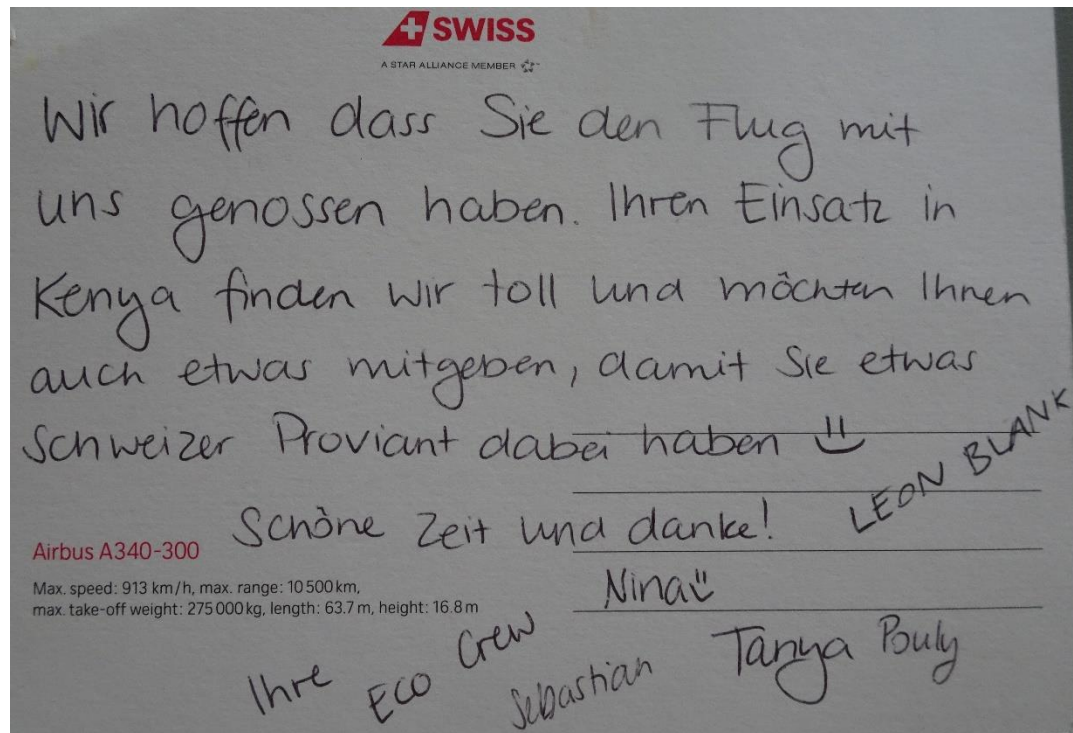 SWISS
A STAR ALLIANCE MEMBER
Wir hoffen dass Sie den Flug mit
uns genossen haben. Ihren Einsatz in
Kenya finden wir toll und möchten Ihnen
auch etwas mitgeben, damit Sie etwas
Schweizer Proviant dabei haben
Schöne Zeit und danke!
LEON BLANK
Airbus A340-300
Max. speed: 913 km/h, max. range: 10 500 km,
max. take-off weight: 275 000 kg, length: 63.7 m, height: 16.8 m
Nina
Ihre ECO Crew
Sebastian
Tanya Pauly